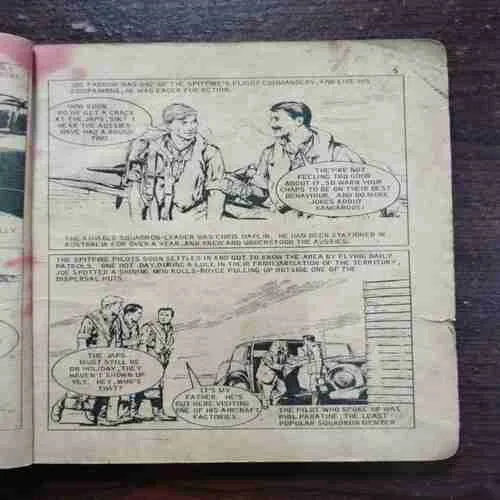 5
JOE FARROW WAS ONE OF THE SPITFIRE'S FLIGHT COMMANDERS, AND LIKE HIS
COMPANIONS, HE WAS EAGER FOR ACTION.
HOW SOON
DO WE GET A CRACK
AT THE JAPS, SIR? I
HEAR THE AUSSIES
HAVE HAD A ROUGH
TIME.
THEY'RE NOT
FEELING TOO GOOD
ABOUT IT, SO WARN YOUR
CHAPS TO BE ON THEIR BEST
BEHAVIOUR, AND NO MORE
JOKES ABOUT
KANGAROOS!
THE AMIABLE SQUADRON-LEADER WAS CHRIS HAFLIN. HE HAD BEEN STATIONED IN
AUSTRALIA FOR OVER A YEAR, AND KNEW AND UNDERSTOOD THE AUSSIES.
THE SPITFIRE PILOTS SOON SETTLED IN AND GOT TO KNOW THE AREA BY FLYING DAILY
PATROLS. ONE HOT DAY, DURING A LULL IN THEIR FAMILIARISATION OF THE TERRITORY,
JOE SPOTTED A SHINING NEW ROLLS-ROYCE PULLING UP OUTSIDE ONE OF THE
DISPERSAL HUTS...
THE JAPS
MUST STILL BE
ON HOLIDAY, THEY
HAVEN'T SHOWN UP
YET. HEY, WHO'S
THAT?
IT'S MY
FATHER. HE'S
OUT HERE VISITING
ONE OF HIS AIRCRAFT
FACTORIES.
THE PILOT WHO SPOKE UP WAS
PHIL PARATINE, THE LEAST
POPULAR SQUADRON MEMBER.